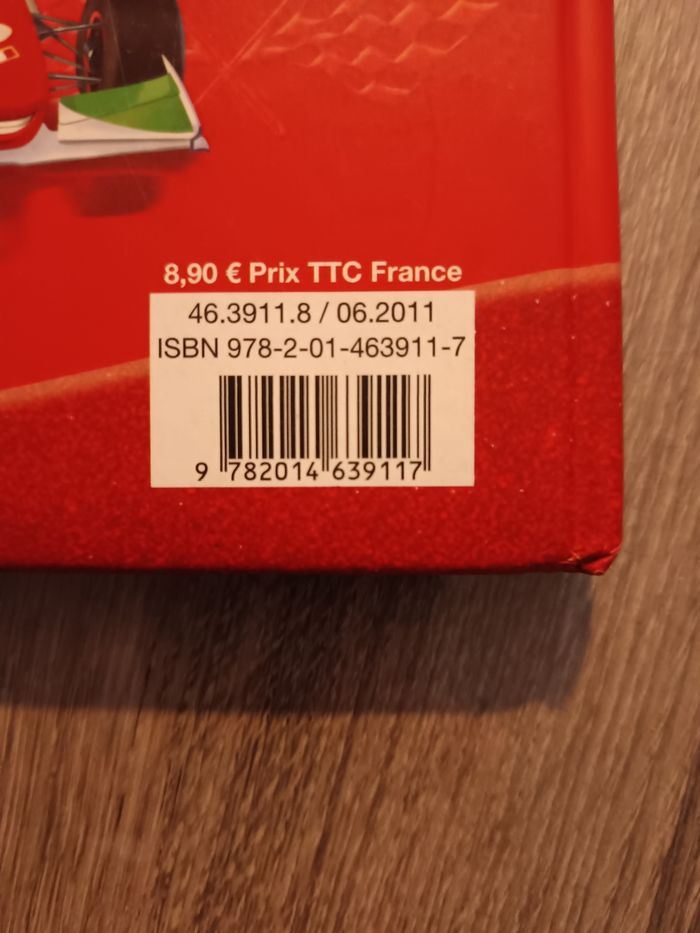 8,90 € Prix TTC France
46.3911.8 / 06.2011
ISBN 978-2-01-463911-7
9 782014 639117